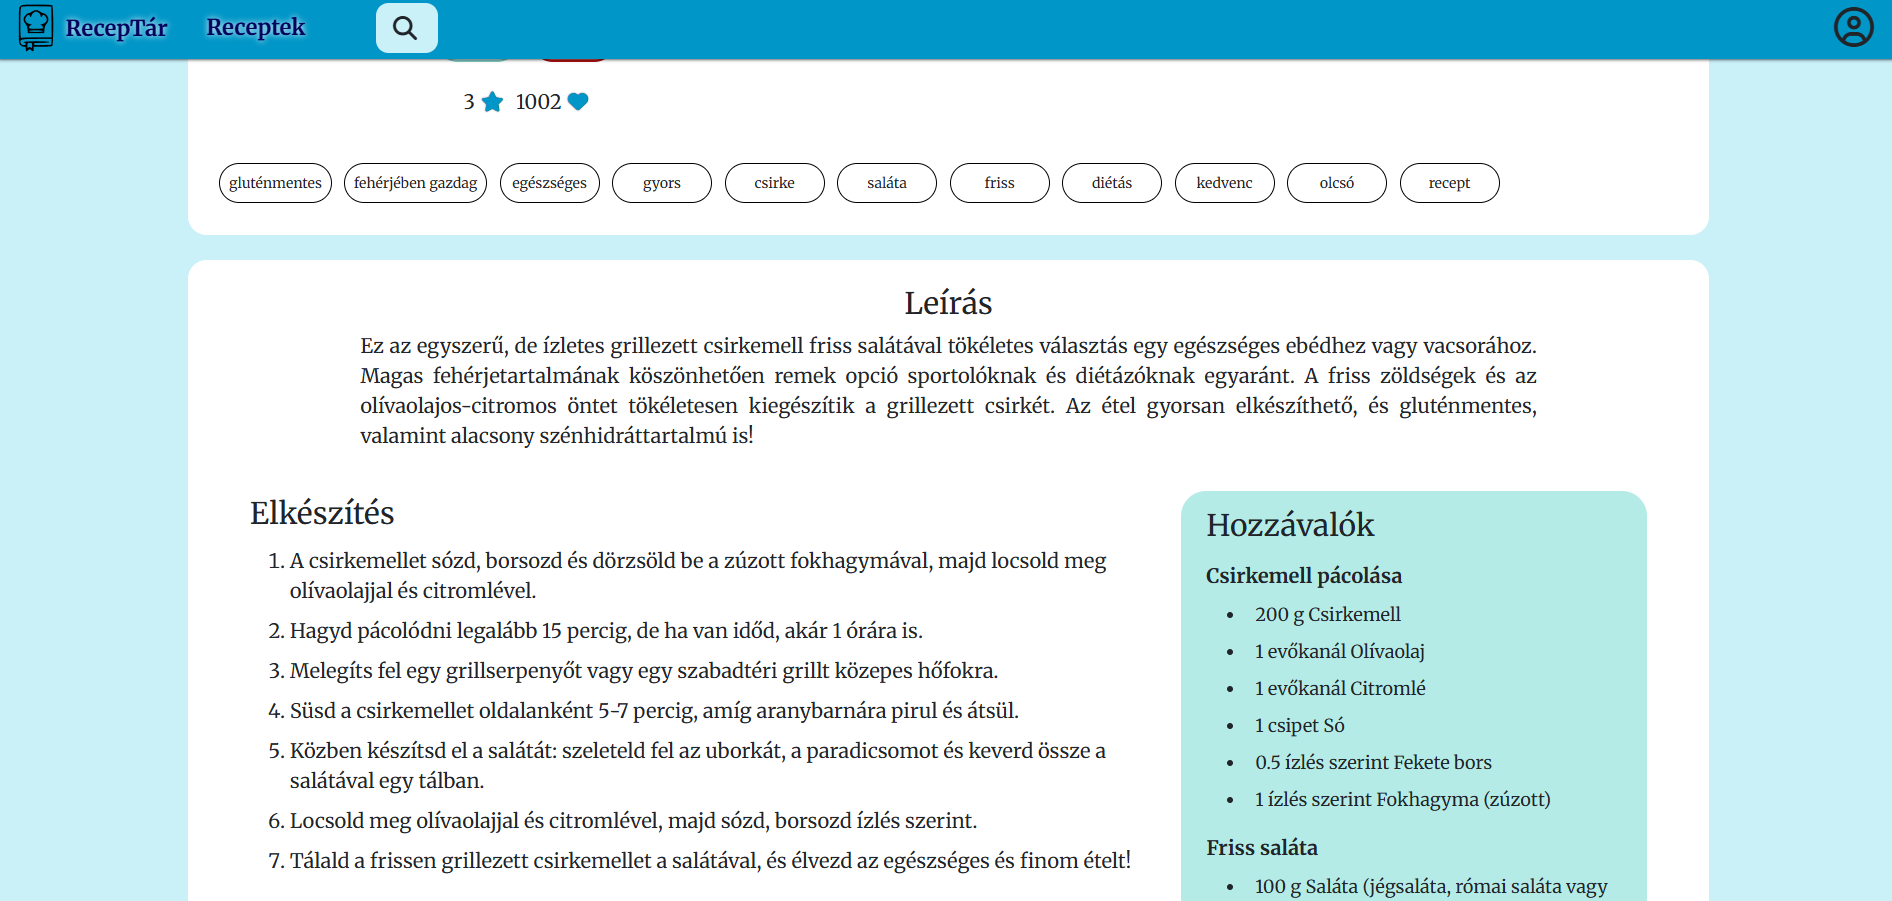 RecepTár Receptek
3 1002
gluténmentes fehérjében gazdag egészséges gyors csirke saláta friss diétás kedvenc olcsó recept
Leírás
Ez az egyszerű, de ízletes grillezett csirkemell friss salátával tökéletes választás egy egészséges ebédhez vagy vacsorához.
Magas fehérjetartalmának köszönhetően remek opció sportolóknak és diétázóknak egyaránt. A friss zöldségek és az
olívaolajos-citromos öntet tökéletesen kiegészítik a grillezett csirkét. Az étel gyorsan elkészíthető, és gluténmentes,
valamint alacsony szénhidráttartalmú is!
Elkészítés
1. A csirkemellet sózd, borsozd és dörzsöld be a zúzott fokhagymával, majd locsold meg
olívaolajjal és citromlével.
2. Hagyd pácolódni legalább 15 percig, de ha van időd, akár 1 órára is.
3. Melegíts fel egy grillserpenyőt vagy egy szabadtéri grillt közepes hőfokra.
4. Süsd a csirkemellet oldalanként 5-7 percig, amíg aranybarnára pirul és átsül.
5. Közben készítsd el a salátát: szeleteld fel az uborkát, a paradicsomot és keverd össze a
salátával egy tálban.
6. Locsold meg olívaolajjal és citromlével, majd sózd, borsozd ízlés szerint.
7. Tálald a frissen grillezett csirkemellet a salátával, és élvezd az egészséges és finom ételt!
Hozzávalók
Csirkemell pácolása
• 200 g Csirkemell
• 1 evőkanál Olívaolaj
• 1 evőkanál Citromlé
• 1 csipet Só
• 0.5 ízlés szerint Fekete bors
• 1 ízlés szerint Fokhagyma (zúzott)
Friss saláta
• 100 g Saláta (jégsaláta, római saláta vagy